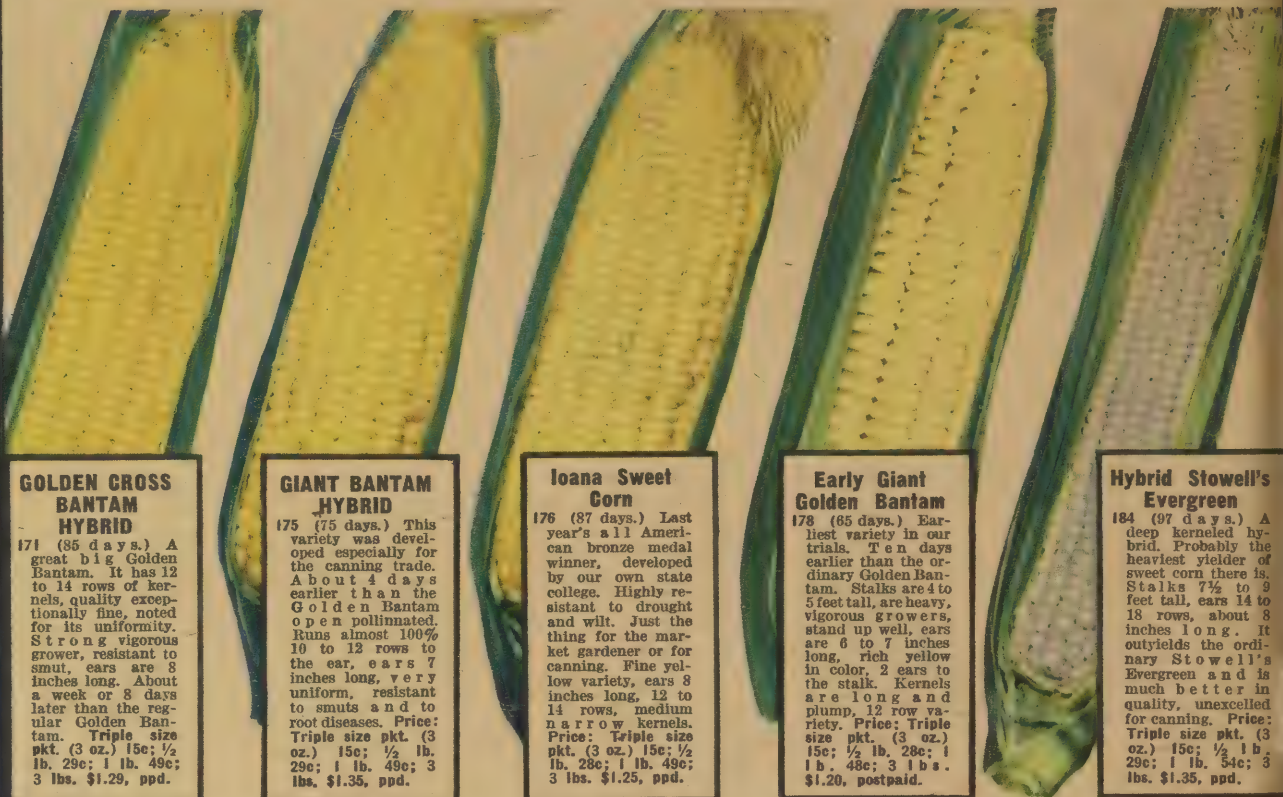 GOLDEN CROSS
BANTAM
HYBRID
171 (85 days.) A
great big Golden
Bantam. It has 12
to 14 rows of ker-
nels, quality excep-
tionally fine, noted
for its uniformity.
Strong vigorous
grower, resistant to
smut, ears are 8
inches long. About
a week or 8 days
later than the reg-
ular Golden Ban-
tam. Triple size
pkt. (3 oz.) 15c; ½
lb. 29c; 1 lb. 49c;
3 lbs. $1.29, ppd.
GIANT BANTAM
HYBRID
175 (75 days.) This
variety was devel-
oped especially for
the canning trade.
About 4 days
earlier than the
Golden Bantam
open pollinated.
Runs almost 100%
10 to 12 rows to
the ear, ears 7
inches long, very
uniform, resistant
to smuts and to
root diseases. Price:
Triple size pkt. (3
oz.) 15c; ½ lb.
29c; 1 lb. 49c; 3
lbs. $1.35, ppd.
Ioana Sweet
Corn
176 (87 days.) Last
year's all Ameri-
can bronze medal
winner, developed
by our own state
college. Highly re-
sistant to drought
and wilt. Just the
thing for the mar-
ket gardener or for
canning. Fine yel-
low variety, ears 8
inches long, 12 to
14 rows, medium
narrow kernels.
Price: Triple size
pkt. (3 oz.) 15c; ½
lb. 28c; 1 lb. 49c;
3 lbs. $1.25, ppd.
Early Giant
Golden Bantam
178 (65 days.) Ear-
liest variety in our
trials. Ten days
earlier than the or-
dinary Golden Ban-
tam. Stalks are 4 to
5 feet tall, are heavy,
vigorous growers,
stand up well, ears
are 6 to 7 inches
long, rich yellow
in color, 2 ears to
the stalk. Kernels
are long and
plump, 12 row va-
riety. Price: Triple
size pkt. (3 oz.)
15c; ½ lb. 28c; 1
lb. 48c; 3 lbs.
$1.20, postpaid.
Hybrid Stowell's
Evergreen
184 (97 days.) A
deep kerneled hy-
brid. Probably the
heaviest yielder of
sweet corn there is.
Stalks 7½ to 9
feet tall, ears 14 to
18 rows, about 8
inches long. It
outyields the ordi-
nary Stowell's
Evergreen and is
much better in
quality, unexcelled
for canning. Price:
Triple size pkt. (3
oz.) 15c; ½ lb.
29c; 1 lb. 54c; 3
lbs. $1.35, ppd.